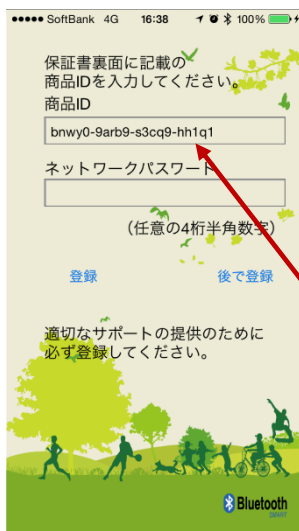 ●●●●● SoftBank 4G 16:38 100%
保証書裏面に記載の
商品IDを入力してください。
商品ID
bnwy0-9arb9-s3cq9-hh1q1
ネットワークパスワード
(任意の4桁半角数字)
登録 後で登録
適切なサポートの提供のために
必ず登録してください。
Bluetooth
SMART